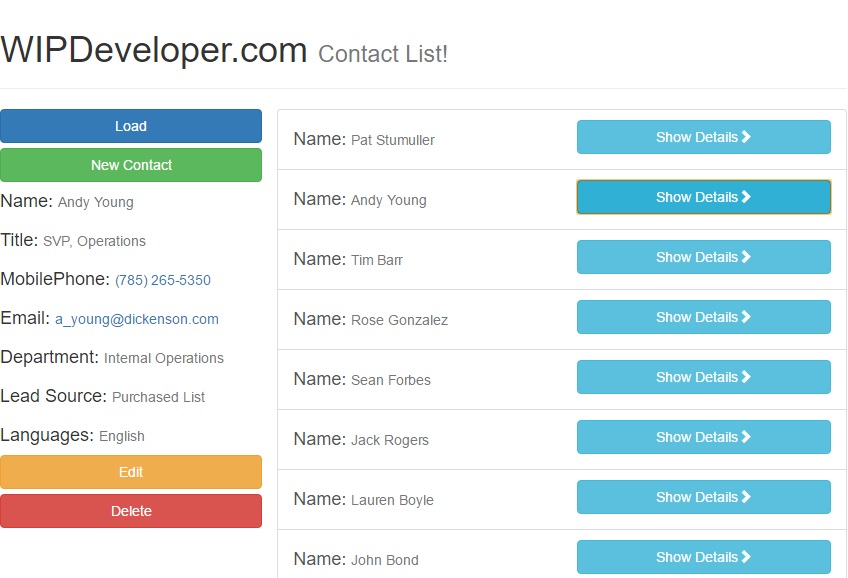 WIPDeveloper.com Contact List!
Load
New Contact
Name: Andy Young
Title: SVP, Operations
MobilePhone: (785) 265-5350
Email: a_young@dickenson.com
Department: Internal Operations
Lead Source: Purchased List
Languages: English
Edit
Delete
Name: Pat Stumuller Show Details
Name: Andy Young Show Details
Name: Tim Barr Show Details
Name: Rose Gonzalez Show Details
Name: Sean Forbes Show Details
Name: Jack Rogers Show Details
Name: Lauren Boyle Show Details
Name: John Bond Show Details